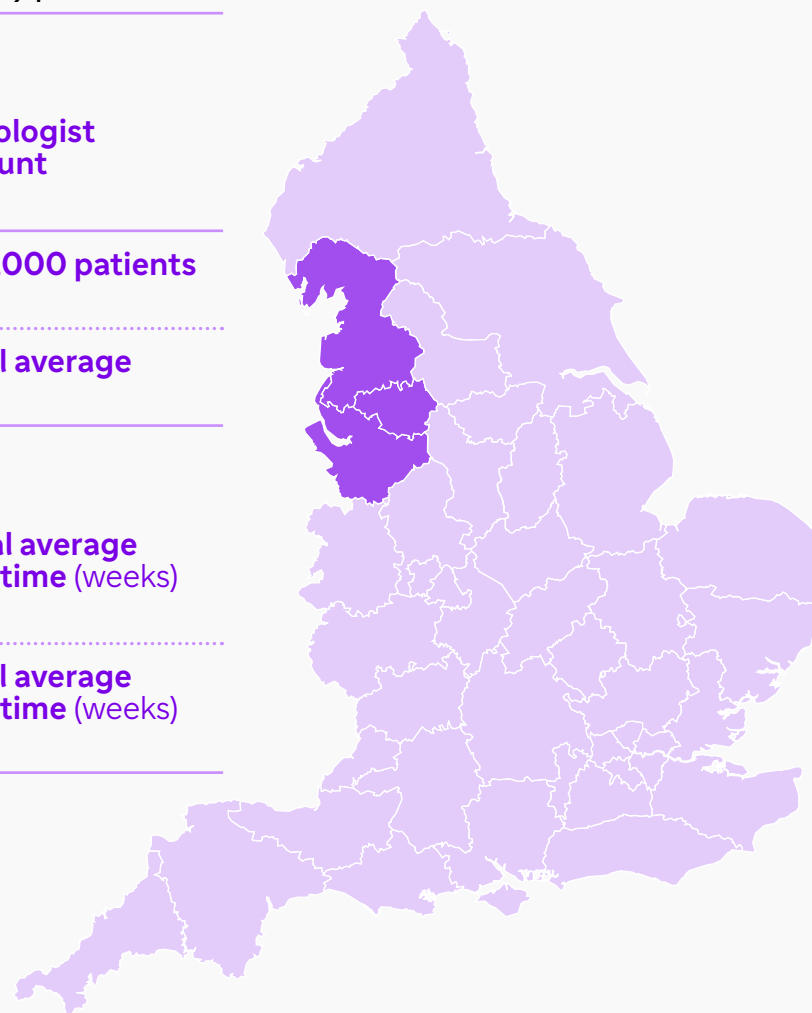 ologist
unt
000 patients
l average
al average
time (weeks)
l average
time (weeks)